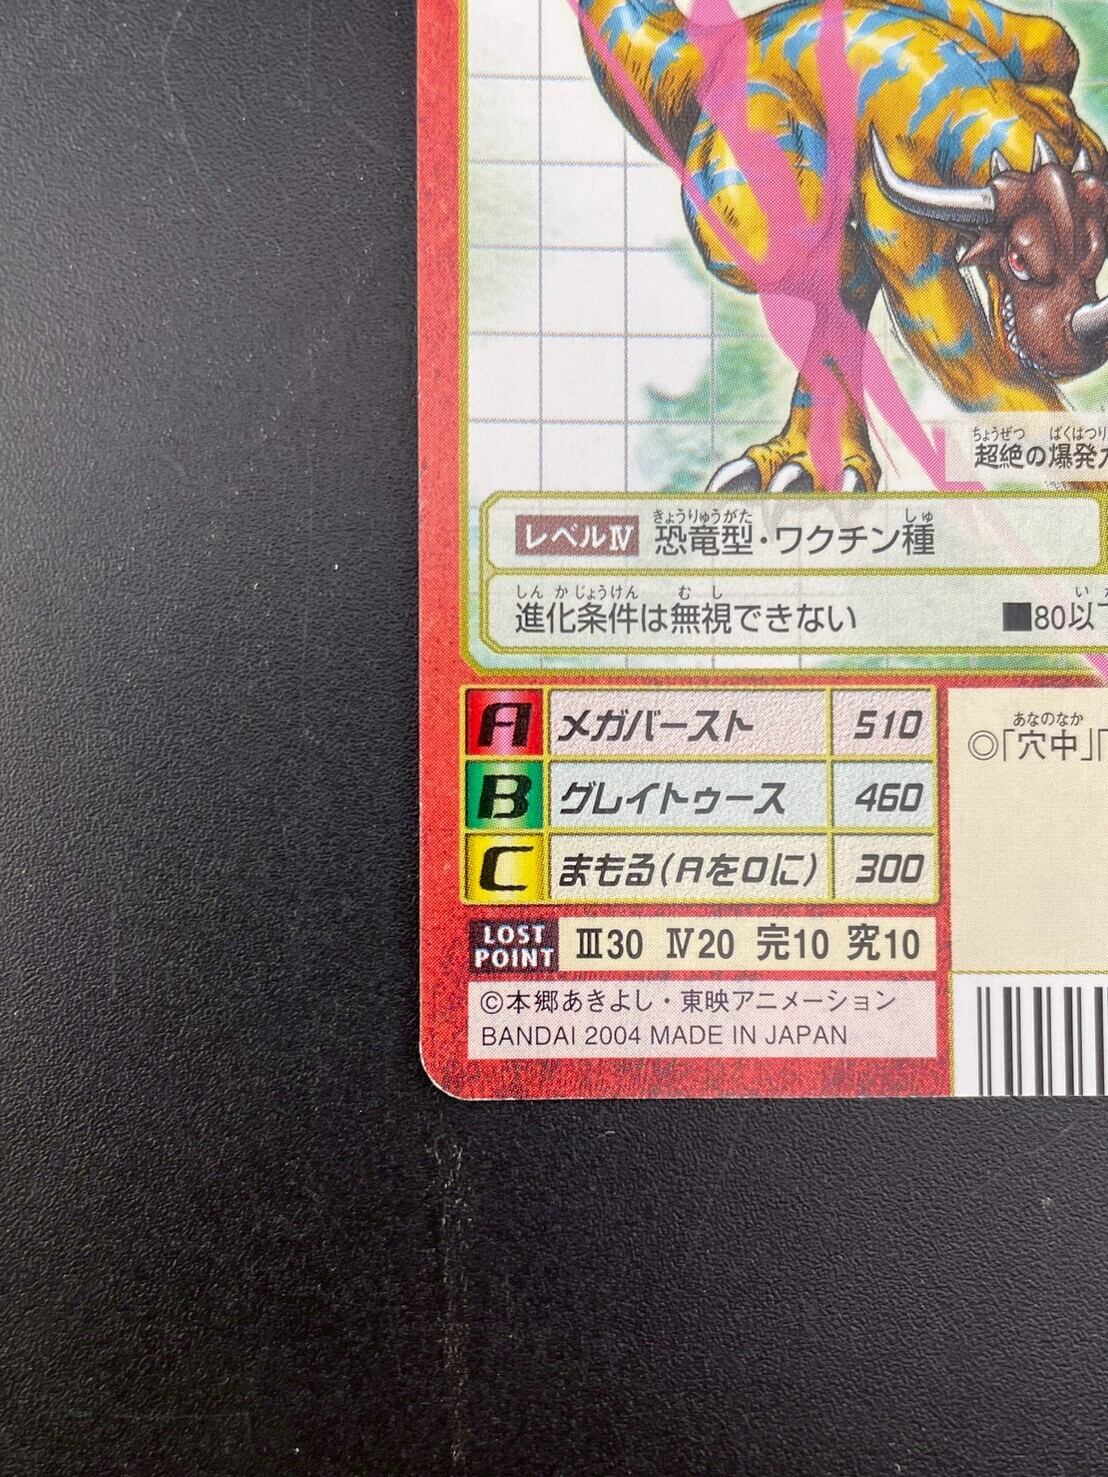 ちょうぜつ ばくはつり
超絶の爆発
きょうりゅうがた しゅ
レベルⅣ 恐竜型・ワクチン種
しん か じょうけん む し
進化条件は無視できない ■80以
A メガバースト 510
B グレイトゥース 460
C まもる(Aを0に) 300
あなのなか
◎「穴中」「
LOST POINT Ⅲ30 Ⅳ20 完10 究10
©本郷あきよし・東映アニメーション
BANDAI 2004 MADE IN JAPAN